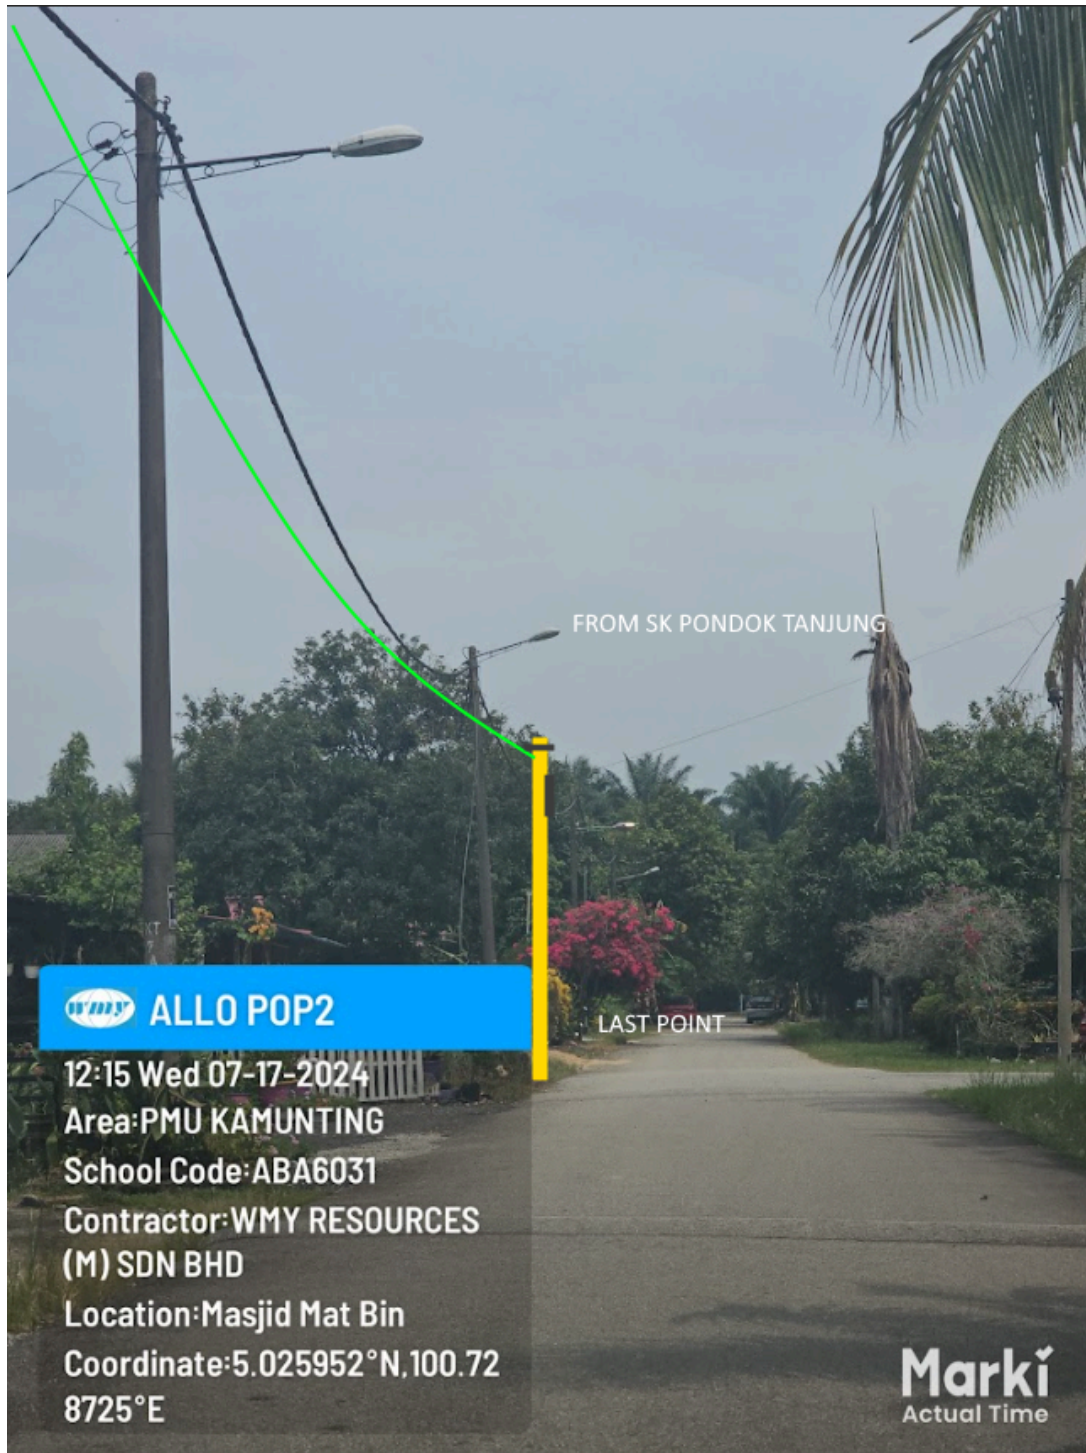 FROM SK PONDOK TANJUNG
LAST POINT
wmy ALLO POP2
12:15 Wed 07-17-2024
Area:PMU KAMUNTING
School Code:ABA6031
Contractor:WMY RESOURCES
(M) SDN BHD
Location:Masjid Mat Bin
Coordinate:5.025952°N,100.72
8725°E
Marki
Actual Time